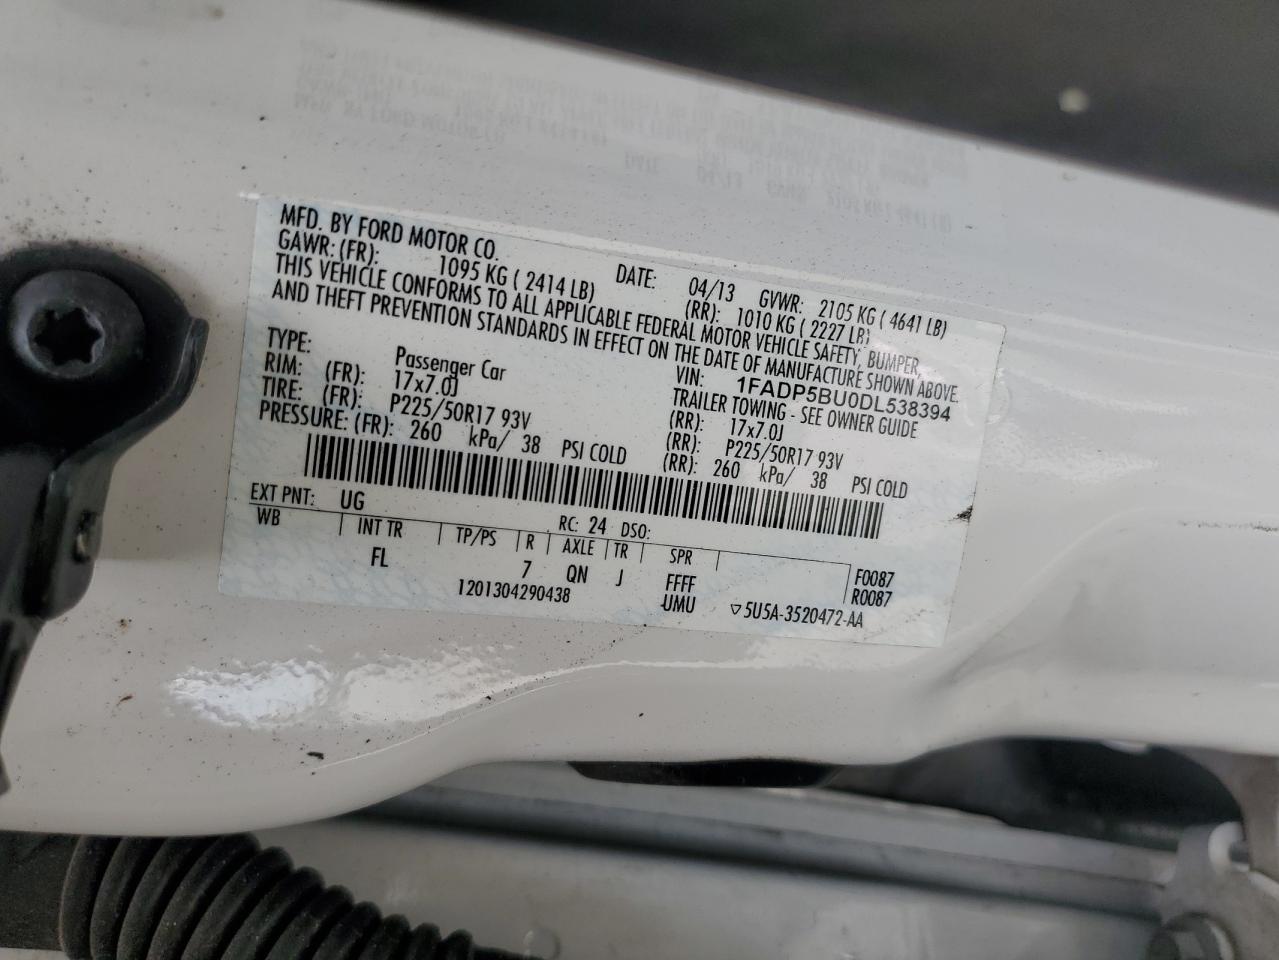 MFD. BY FORD MOTOR CO.
DATE: 04/13 GVWR: 2105 KG ( 4641 LB)
GAWR: (FR): 1095 KG ( 2414 LB) (RR): 1010 KG ( 2227 LB)
THIS VEHICLE CONFORMS TO ALL APPLICABLE FEDERAL MOTOR VEHICLE SAFETY, BUMPER,
AND THEFT PREVENTION STANDARDS IN EFFECT ON THE DATE OF MANUFACTURE SHOWN ABOVE.
VIN: 1FADP5BU0DL538394
TYPE: Passenger Car TRAILER TOWING - SEE OWNER GUIDE
RIM: (FR): 17x7.0J (RR): 17x7.0J
TIRE: (FR): P225/50R17 93V (RR): P225/50R17 93V
PRESSURE: (FR): 260 kPa/ 38 PSI COLD (RR): 260 kPa/ 38 PSI COLD
EXT PNT: UG RC: 24 DSO:
WB INT TR TP/PS R AXLE TR SPR F0087
FL 7 QN J FFFF R0087
1201304290438 UMU ▽5U5A-3520472-AA